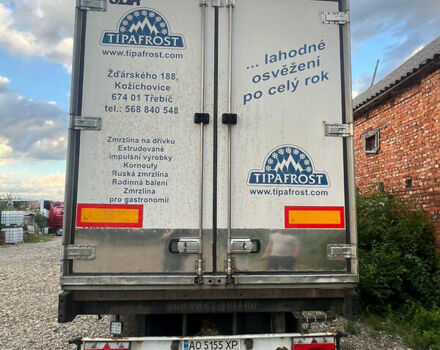 TIPAFROST
www.tipafrost.com
Žďárského 188,
Kožichovice
674 01 Třebíč
tel.: 568 840 548
Zmrzlina na dřívku
Extrudované
impulsní výrobky
Kornouty
Ruská zmrzlina
Rodinná balení
Zmrzlina
pro gastronomii
... lahodné
osvěžení
po celý rok
TIPAFROST
www.tipafrost.com
AO 5155 XP